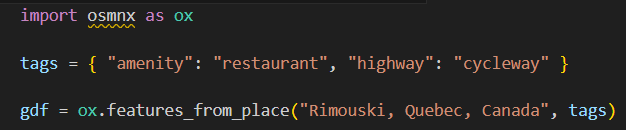 import osmnx as ox
tags = { "amenity": "restaurant", "highway": "cycleway" }
gdf = ox.features_from_place("Rimouski, Quebec, Canada", tags)